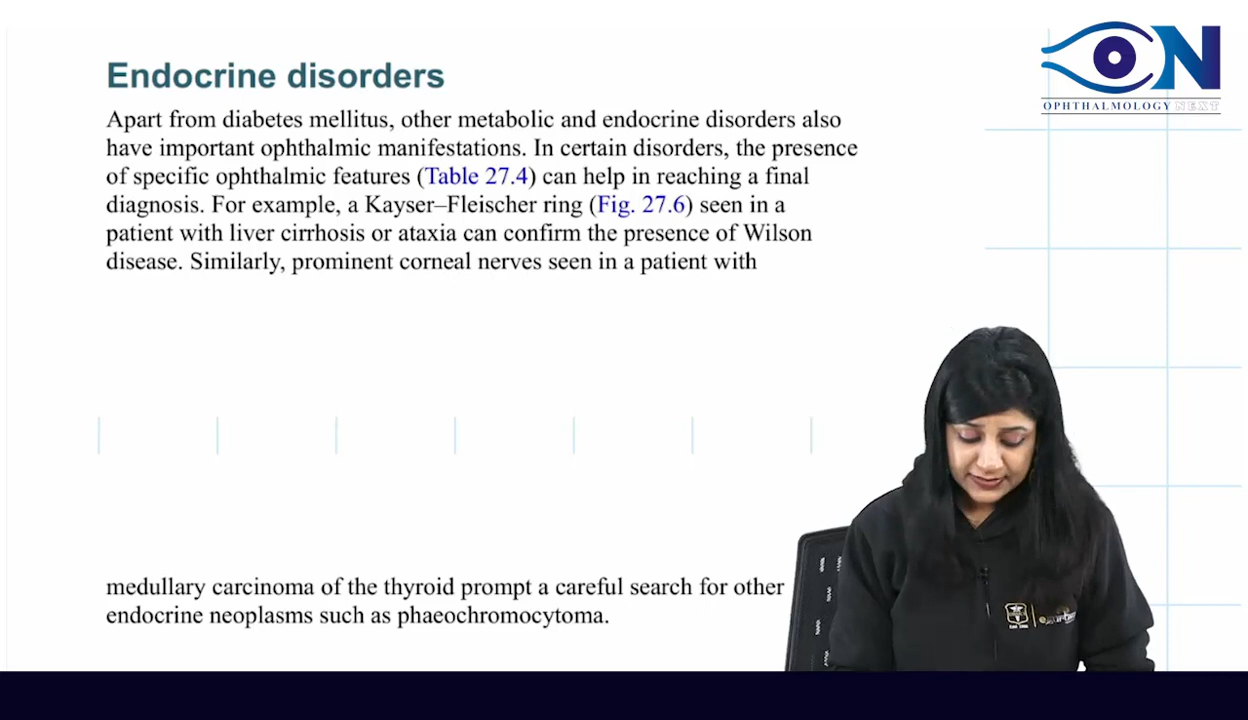 OPHTHALMOLOGY NEXT
Endocrine disorders
Apart from diabetes mellitus, other metabolic and endocrine disorders also
have important ophthalmic manifestations. In certain disorders, the presence
of specific ophthalmic features (Table 27.4) can help in reaching a final
diagnosis. For example, a Kayser–Fleischer ring (Fig. 27.6) seen in a
patient with liver cirrhosis or ataxia can confirm the presence of Wilson
disease. Similarly, prominent corneal nerves seen in a patient with
medullary carcinoma of the thyroid prompt a careful search for other
endocrine neoplasms such as phaeochromocytoma.